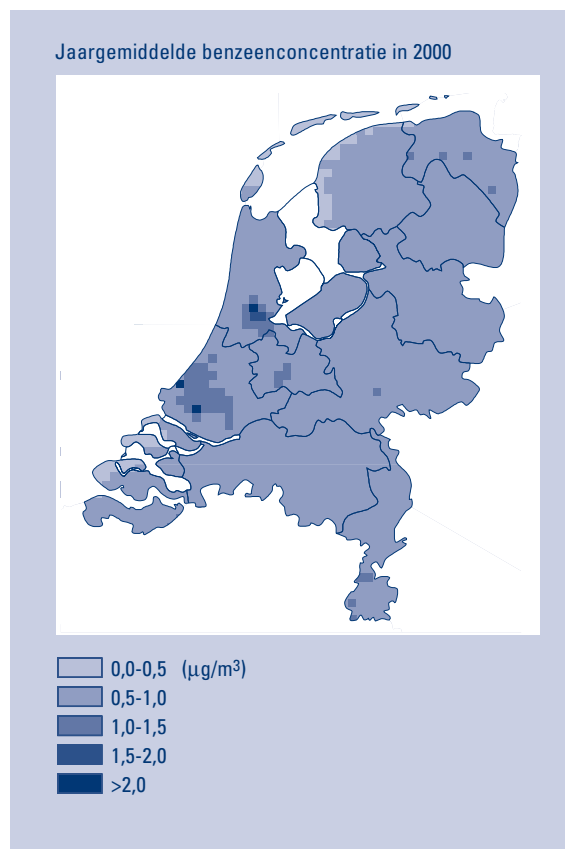 Jaargemiddelde benzeenconcentratie in 2000
0,0-0,5 (µg/m³)
0,5-1,0
1,0-1,5
1,5-2,0
>2,0